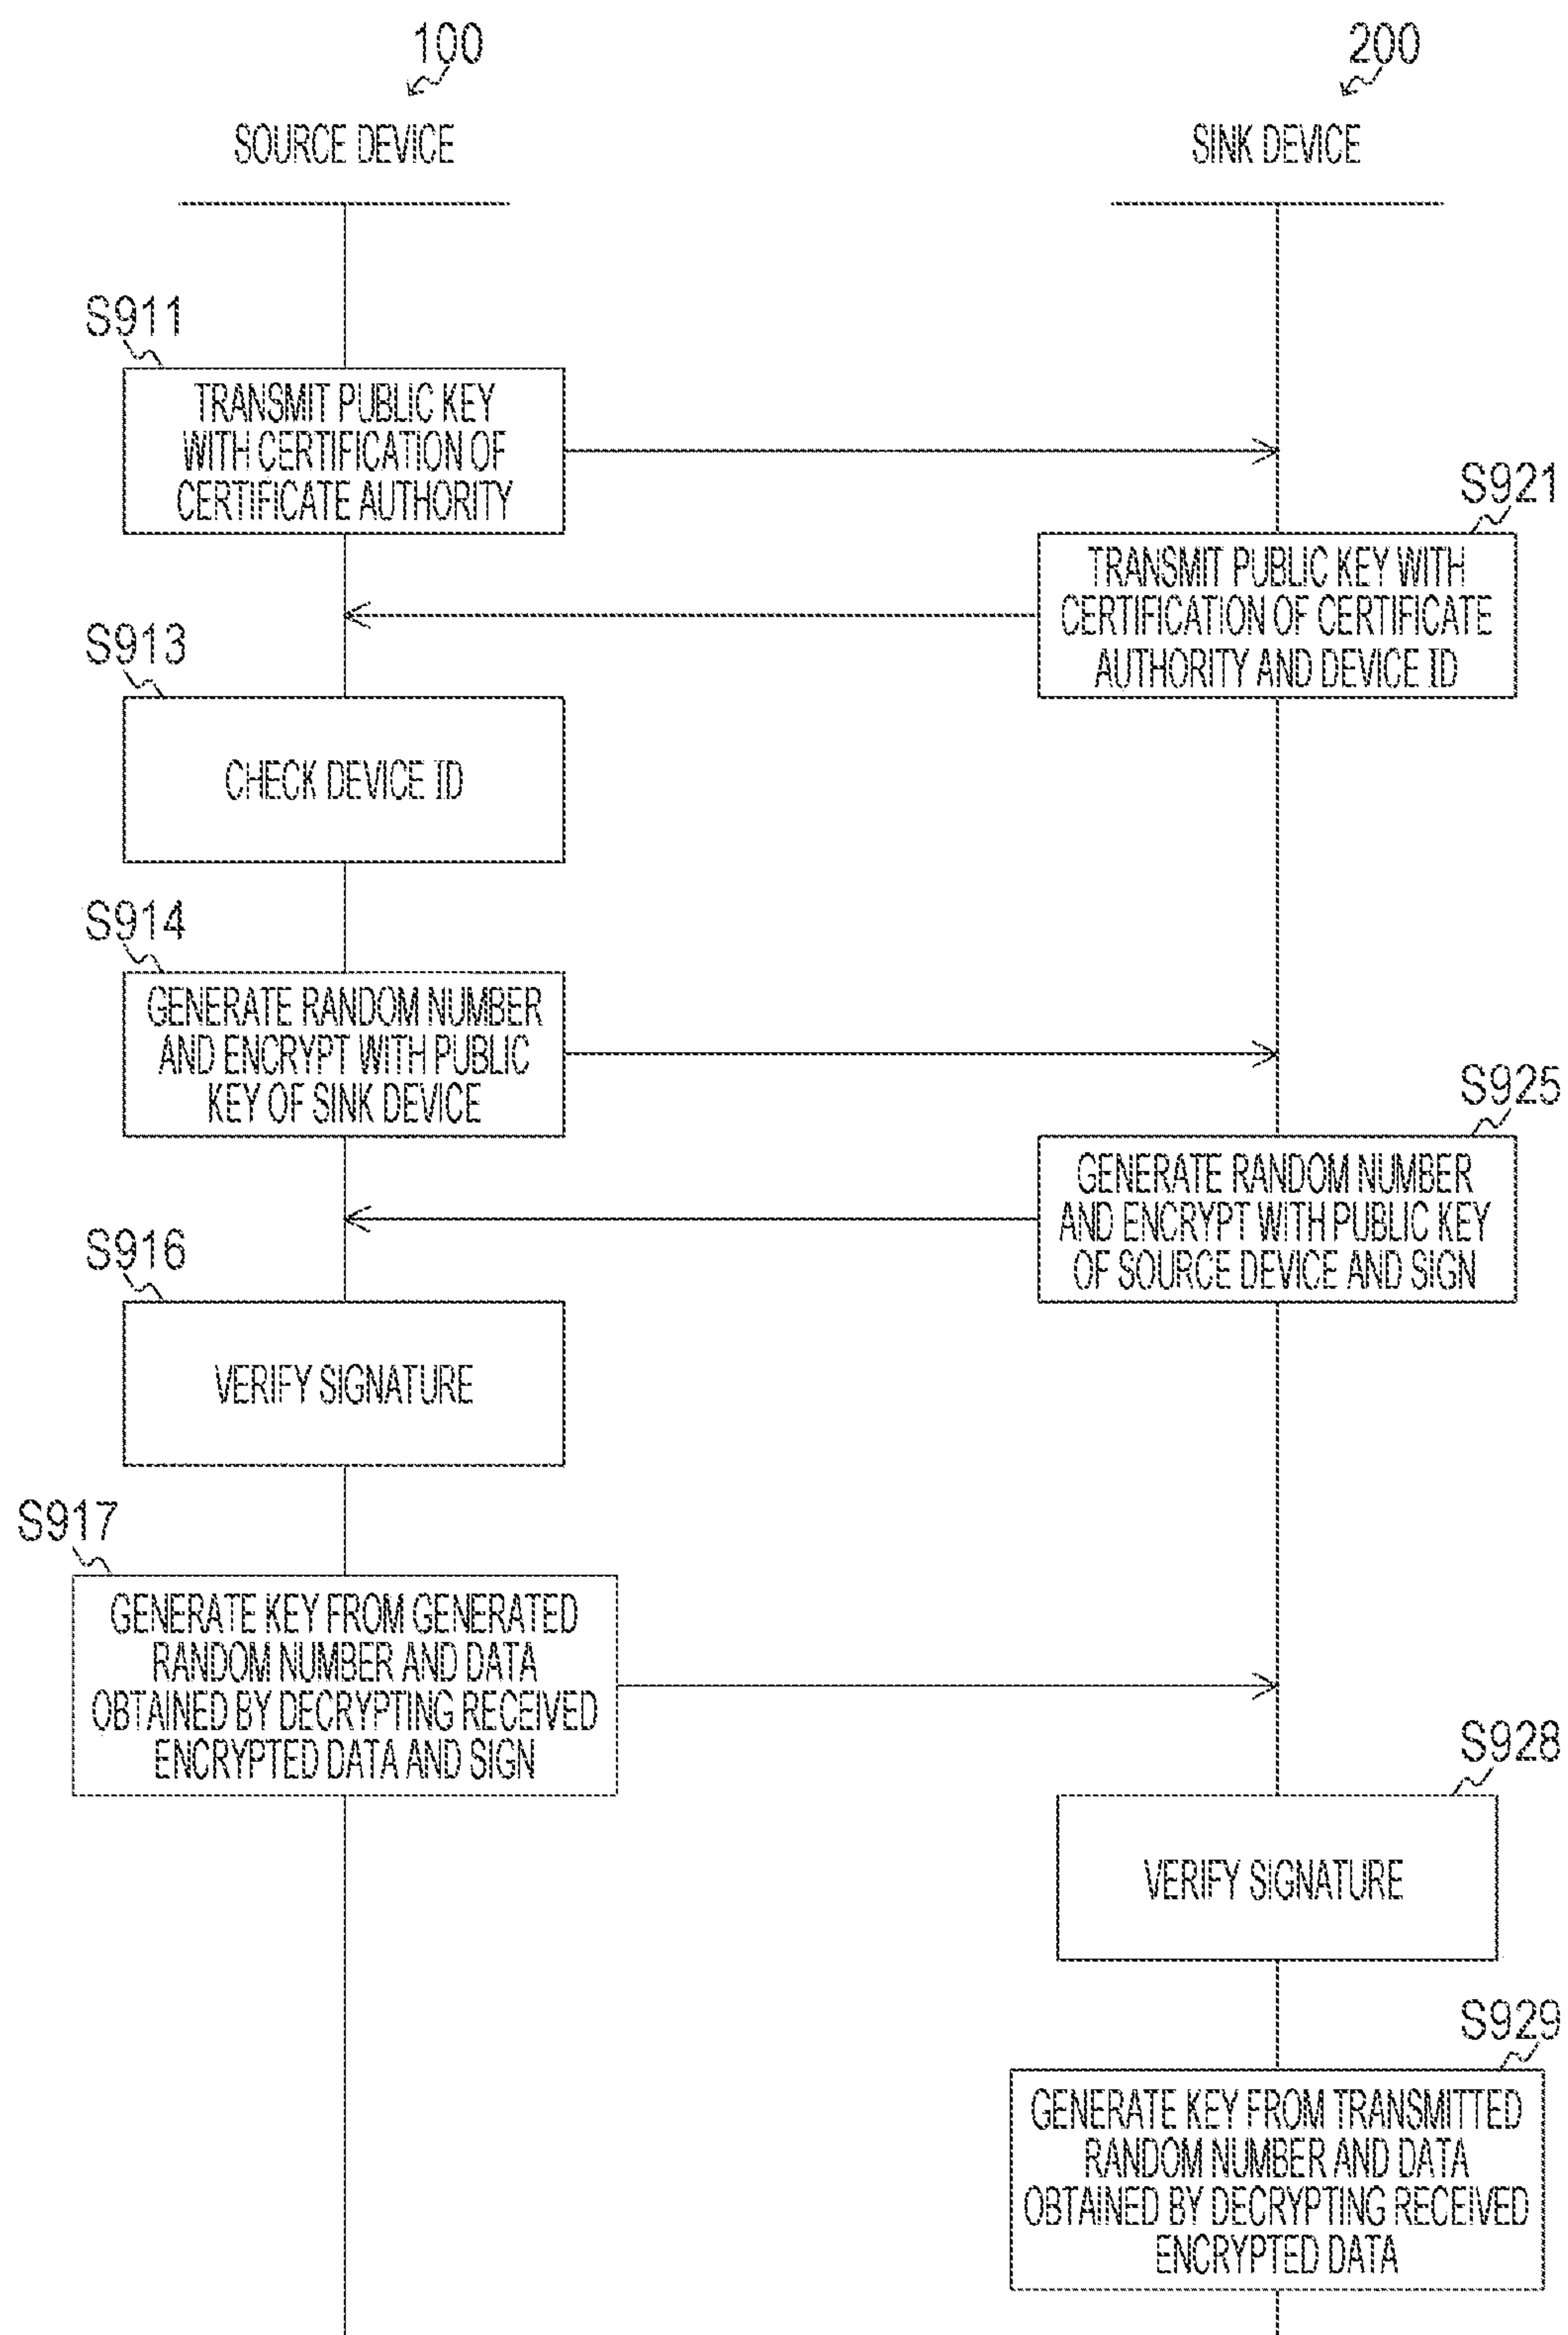 100
200
SOURCE DEVICE
SINK DEVICE
S911
TRANSMIT PUBLIC KEY
WITH CERTIFICATION OF
CERTIFICATE AUTHORITY
S921
TRANSMIT PUBLIC KEY WITH
CERTIFICATION OF CERTIFICATE
AUTHORITY AND DEVICE ID
S913
CHECK DEVICE ID
S914
GENERATE RANDOM NUMBER
AND ENCRYPT WITH PUBLIC
KEY OF SINK DEVICE
S925
GENERATE RANDOM NUMBER
AND ENCRYPT WITH PUBLIC KEY
OF SOURCE DEVICE AND SIGN
S916
VERIFY SIGNATURE
S917
GENERATE KEY FROM GENERATED
RANDOM NUMBER AND DATA
OBTAINED BY DECRYPTING RECEIVED
ENCRYPTED DATA AND SIGN
S928
VERIFY SIGNATURE
S929
GENERATE KEY FROM TRANSMITTED
RANDOM NUMBER AND DATA
OBTAINED BY DECRYPTING RECEIVED
ENCRYPTED DATA